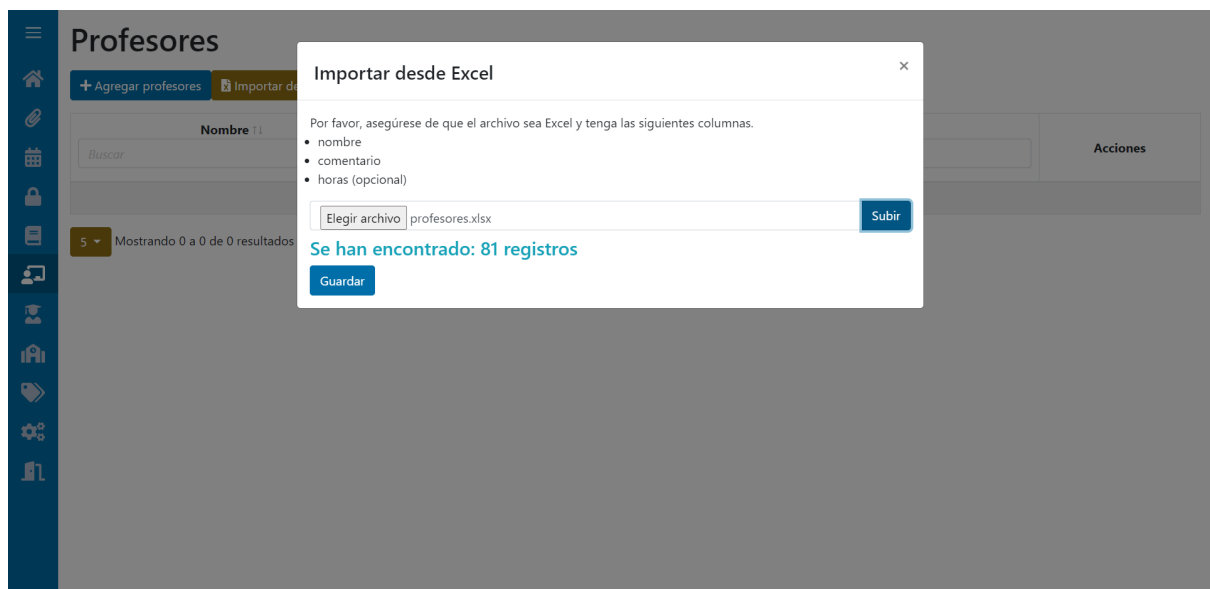 Profesores
Importar desde Excel
×
+ Agregar profesores
Importar de
Por favor, asegúrese de que el archivo sea Excel y tenga las siguientes columnas.
Nombre
• nombre
Buscar
• comentario
Acciones
• horas (opcional)
Elegir archivo profesores.xlsx
Subir
5 Mostrando 0 a 0 de 0 resultados
Se han encontrado: 81 registros
Guardar